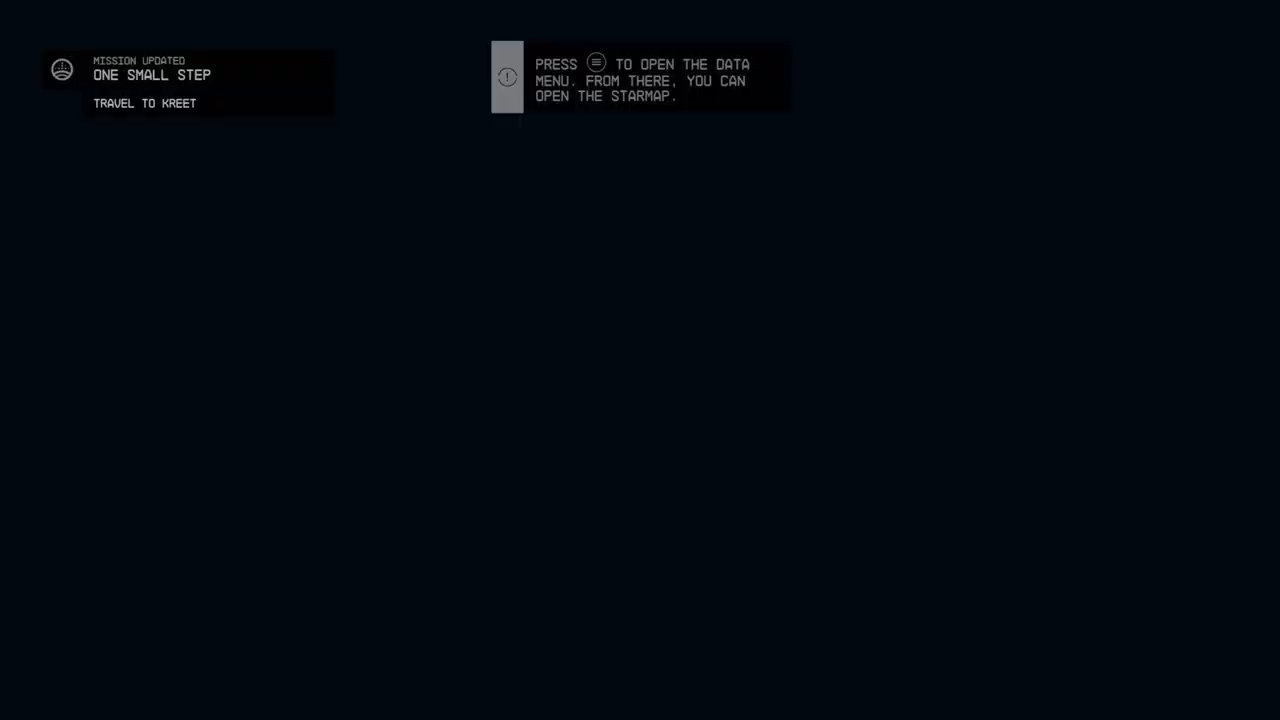 MISSION UPDATED
ONE SMALL STEP
TRAVEL TO KREET
PRESS TO OPEN THE DATA
MENU. FROM THERE, YOU CAN
OPEN THE STARMAP.